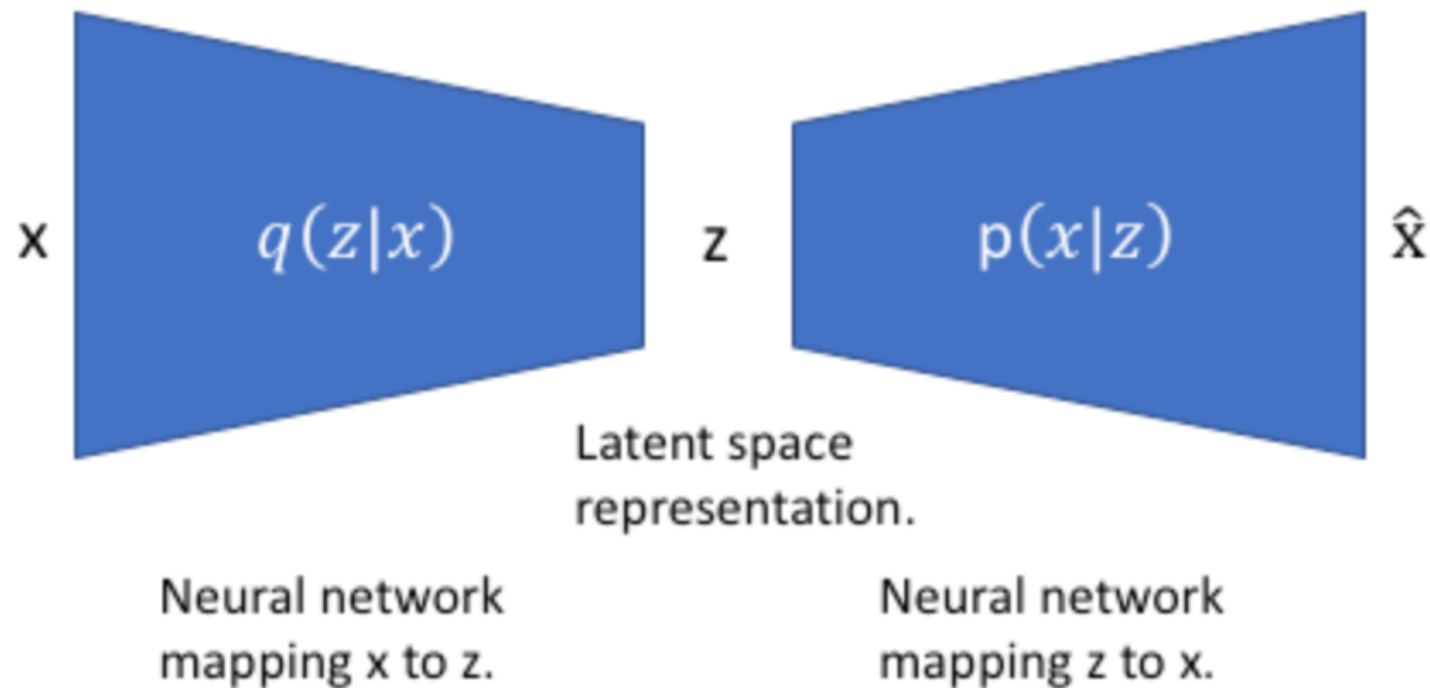 x
q(z|x)
z
p(x|z)
x̂
Latent space
representation.
Neural network
mapping x to z.
Neural network
mapping z to x.